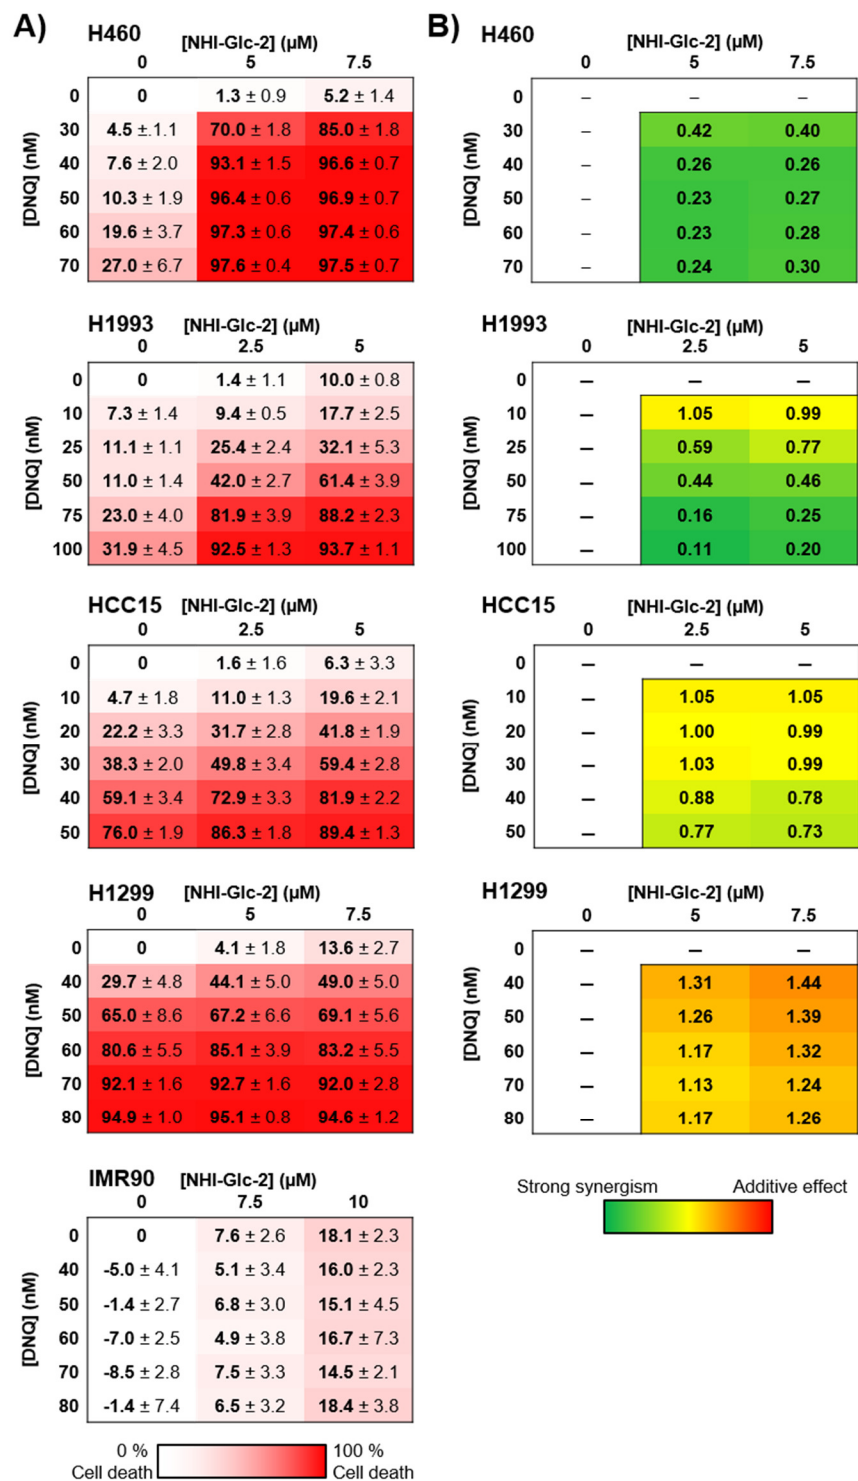 A)
B)
H460 [NHI-Glc-2] (µM)
0 5 7.5
[DNQ] (nM)
0 0 1.3 ± 0.9 5.2 ± 1.4
30 4.5 ±.1.1 70.0 ± 1.8 85.0 ± 1.8
40 7.6 ± 2.0 93.1 ± 1.5 96.6 ± 0.7
50 10.3 ± 1.9 96.4 ± 0.6 96.9 ± 0.7
60 19.6 ± 3.7 97.3 ± 0.6 97.4 ± 0.6
70 27.0 ± 6.7 97.6 ± 0.4 97.5 ± 0.7
H460 [NHI-Glc-2] (µM)
0 5 7.5
[DNQ] (nM)
0 – – –
30 – 0.42 0.40
40 – 0.26 0.26
50 – 0.23 0.27
60 – 0.23 0.28
70 – 0.24 0.30
H1993 [NHI-Glc-2] (µM)
0 2.5 5
[DNQ] (nM)
0 0 1.4 ± 1.1 10.0 ± 0.8
10 7.3 ± 1.4 9.4 ± 0.5 17.7 ± 2.5
25 11.1 ± 1.1 25.4 ± 2.4 32.1 ± 5.3
50 11.0 ± 1.4 42.0 ± 2.7 61.4 ± 3.9
75 23.0 ± 4.0 81.9 ± 3.9 88.2 ± 2.3
100 31.9 ± 4.5 92.5 ± 1.3 93.7 ± 1.1
H1993 [NHI-Glc-2] (µM)
0 2.5 5
[DNQ] (nM)
0 – – –
10 – 1.05 0.99
25 – 0.59 0.77
50 – 0.44 0.46
75 – 0.16 0.25
100 – 0.11 0.20
HCC15 [NHI-Glc-2] (µM)
0 2.5 5
[DNQ] (nM)
0 0 1.6 ± 1.6 6.3 ± 3.3
10 4.7 ± 1.8 11.0 ± 1.3 19.6 ± 2.1
20 22.2 ± 3.3 31.7 ± 2.8 41.8 ± 1.9
30 38.3 ± 2.0 49.8 ± 3.4 59.4 ± 2.8
40 59.1 ± 3.4 72.9 ± 3.3 81.9 ± 2.2
50 76.0 ± 1.9 86.3 ± 1.8 89.4 ± 1.3
HCC15 [NHI-Glc-2] (µM)
0 2.5 5
[DNQ] (nM)
0 – – –
10 – 1.05 1.05
20 – 1.00 0.99
30 – 1.03 0.99
40 – 0.88 0.78
50 – 0.77 0.73
H1299 [NHI-Glc-2] (µM)
0 5 7.5
[DNQ] (nM)
0 0 4.1 ± 1.8 13.6 ± 2.7
40 29.7 ± 4.8 44.1 ± 5.0 49.0 ± 5.0
50 65.0 ± 8.6 67.2 ± 6.6 69.1 ± 5.6
60 80.6 ± 5.5 85.1 ± 3.9 83.2 ± 5.5
70 92.1 ± 1.6 92.7 ± 1.6 92.0 ± 2.8
80 94.9 ± 1.0 95.1 ± 0.8 94.6 ± 1.2
H1299 [NHI-Glc-2] (µM)
0 5 7.5
[DNQ] (nM)
0 – – –
40 – 1.31 1.44
50 – 1.26 1.39
60 – 1.17 1.32
70 – 1.13 1.24
80 – 1.17 1.26
IMR90 [NHI-Glc-2] (µM)
0 7.5 10
[DNQ] (nM)
0 0 7.6 ± 2.6 18.1 ± 2.3
40 -5.0 ± 4.1 5.1 ± 3.4 16.0 ± 2.3
50 -1.4 ± 2.7 6.8 ± 3.0 15.1 ± 4.5
60 -7.0 ± 2.5 4.9 ± 3.8 16.7 ± 7.3
70 -8.5 ± 2.8 7.5 ± 3.3 14.5 ± 2.1
80 -1.4 ± 7.4 6.5 ± 3.2 18.4 ± 3.8
Strong synergism Additive effect
0 % 100 %
Cell death Cell death